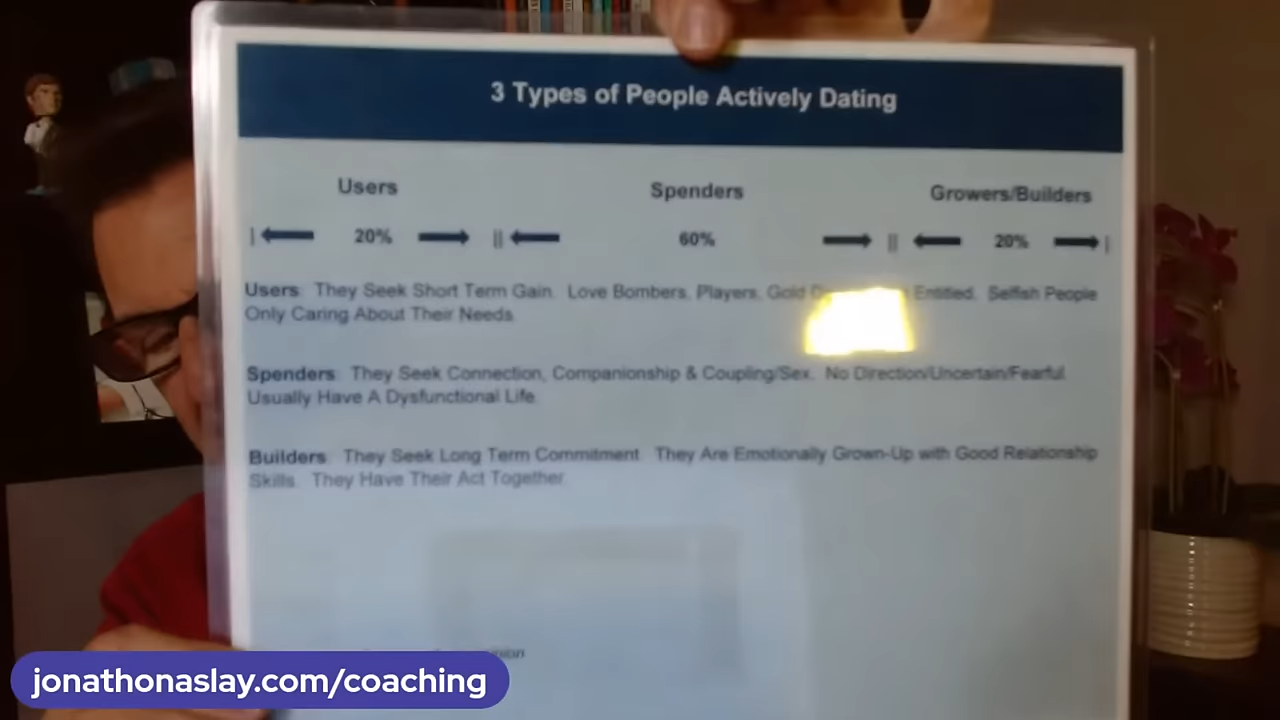 3 Types of People Actively Dating
Users Spenders Growers/Builders
20% 60% 20%
Users: They Seek Short Term Gain. Love Bombers, Players, Gold Entitled. Selfish People
Only Caring About Their Needs.
Spenders: They Seek Connection, Companionship & Coupling/Sex. No Direction/Uncertain/Fearful.
Usually Have A Dysfunctional Life.
Builders: They Seek Long Term Commitment. They Are Emotionally Grown-Up with Good Relationship
Skills. They Have Their Act Together.
jonathonaslay.com/coaching